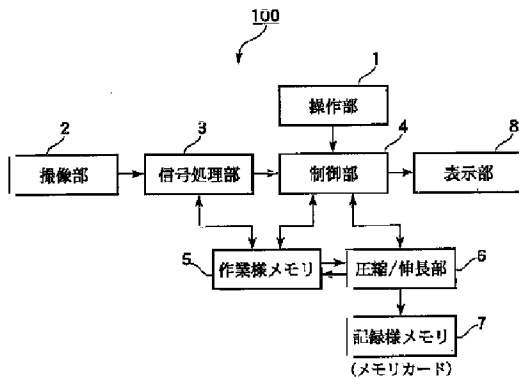 100
1
操作部
2
3
4
8
撮像部
信号処理部
制御部
表示部
5
作業様メモリ
圧縮/伸長部
6
記録様メモリ
7
(メモリカード)